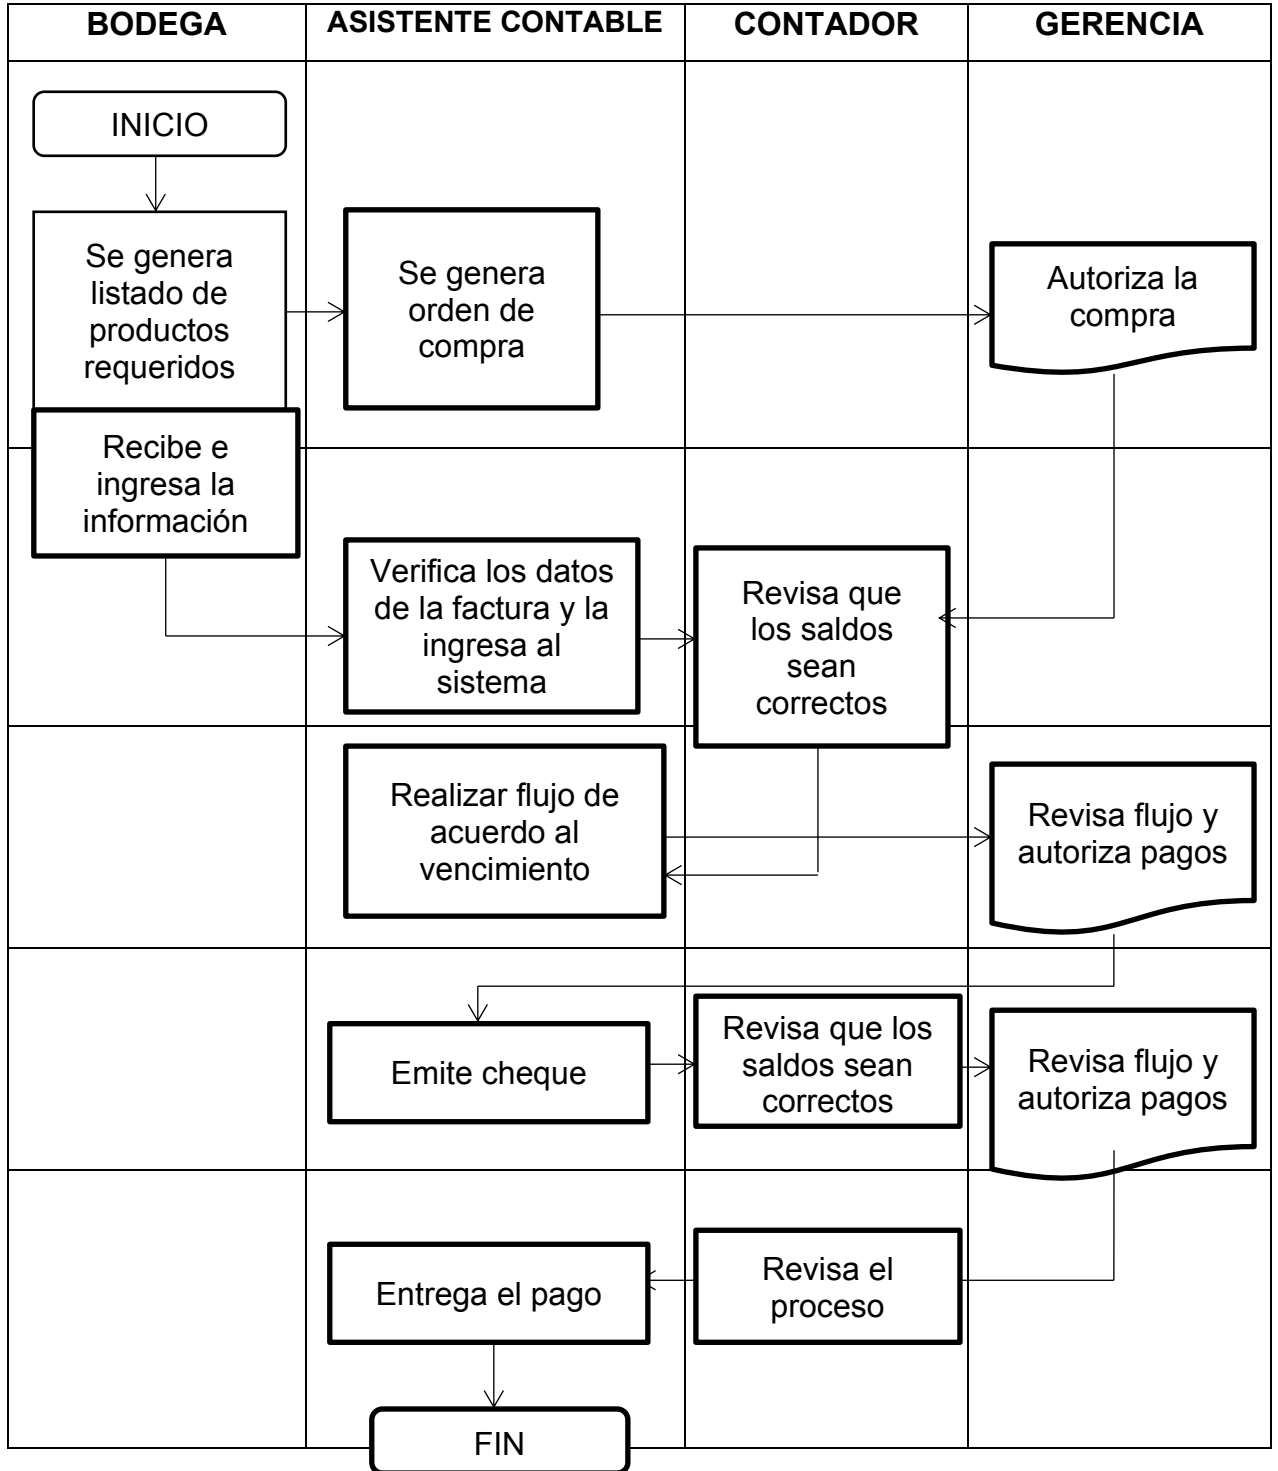 BODEGA
ASISTENTE CONTABLE
CONTADOR
GERENCIA
INICIO
Se genera
listado de
productos
requeridos
Se genera
orden de
compra
Autoriza la
compra
Recibe e
ingresa la
información
Verifica los datos
de la factura y la
ingresa al
sistema
Revisa que
los saldos
sean
correctos
Realizar flujo de
acuerdo al
vencimiento
Revisa flujo y
autoriza pagos
Emite cheque
Revisa que los
saldos sean
correctos
Revisa flujo y
autoriza pagos
Entrega el pago
Revisa el
proceso
FIN